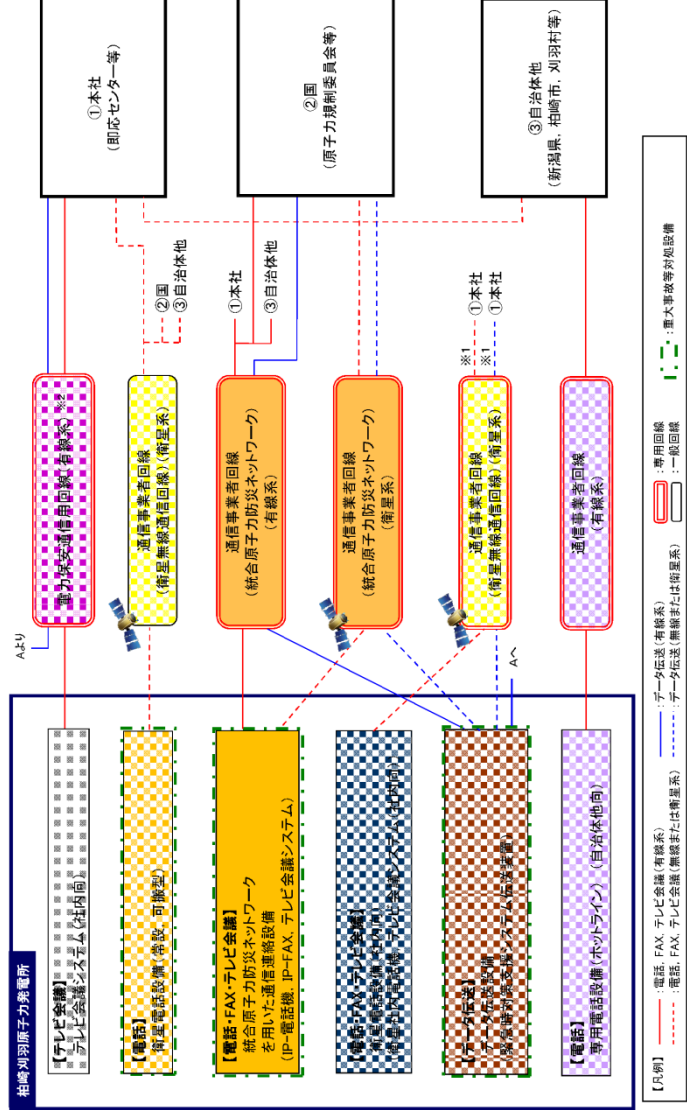 柏崎刈羽原子力発電所
【テレビ会議】
テレビ会議システム(社内向)
【電話】
衛星電話設備(常設, 可搬型)
【電話・FAX・テレビ会議】
統合原子力防災ネットワーク
を用いた通信連絡設備
(IP-電話機, IP-FAX, テレビ会議システム)
【電話・FAX・テレビ会議】
衛星電話設備(社内向)
(衛星社内電話機, テレビ会議システム(社内向))
【データ伝送】
データ伝送設備
緊急時対策支援システム伝送装置)
【電話】
専用電話設備(ホットライン) (自治体他向)
Aより
Aへ
電力保安通信用回線(有線系) ※2
通信事業者回線
(衛星無線通信回線)(衛星系)
通信事業者回線
(統合原子力防災ネットワーク)
(有線系)
通信事業者回線
(統合原子力防災ネットワーク)
(衛星系)
通信事業者回線
(衛星無線通信回線)(衛星系)
通信事業者回線
(有線系)
②国
③自治体他
①本社
③自治体他
※1
①本社
※1
①本社
①本社
(即応センター等)
②国
(原子力規制委員会等)
③自治体他
(新潟県, 柏崎市, 刈羽村等)
【凡例】
:電話, FAX, テレビ会議(有線系)
:電話, FAX, テレビ会議(無線または衛星系)
:データ伝送(有線系)
:データ伝送(無線または衛星系)
:専用回線
:一般回線
:重大事故等対処設備